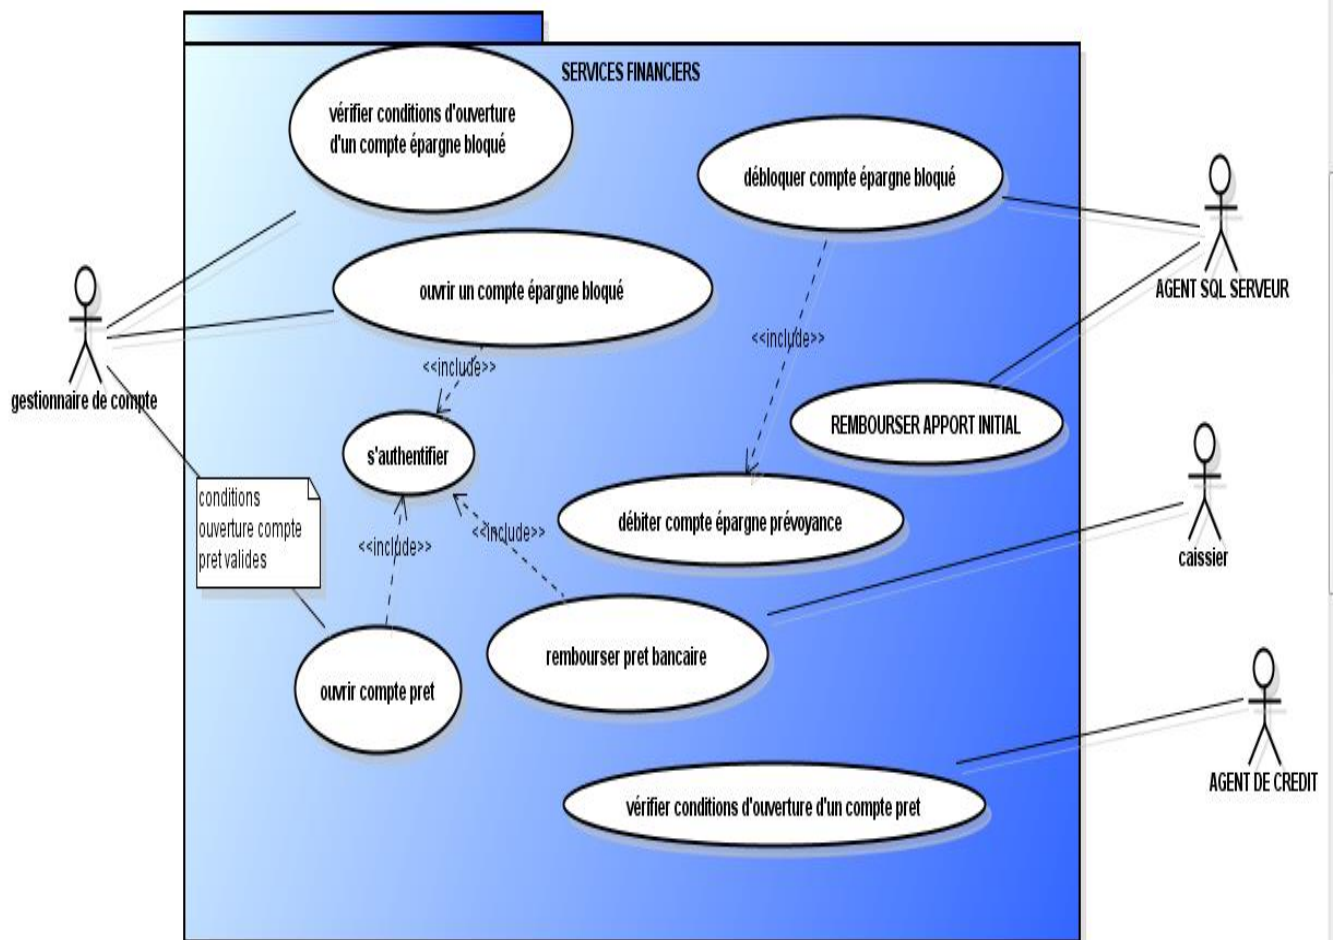 SERVICES FINANCIERS
vérifier conditions d'ouverture
d'un compte épargne bloqué
débloquer compte épargne bloqué
ouvrir un compte épargne bloqué
AGENT SQL SERVEUR
<<include>>
<<include>>
gestionnaire de compte
REMBOURSER APPORT INITIAL
s'authentifier
conditions
ouverture compte
pret valides
débiter compte épargne prévoyance
<<include>>
<<include>>
caissier
rembourser pret bancaire
ouvrir compte pret
AGENT DE CREDIT
vérifier conditions d'ouverture d'un compte pret